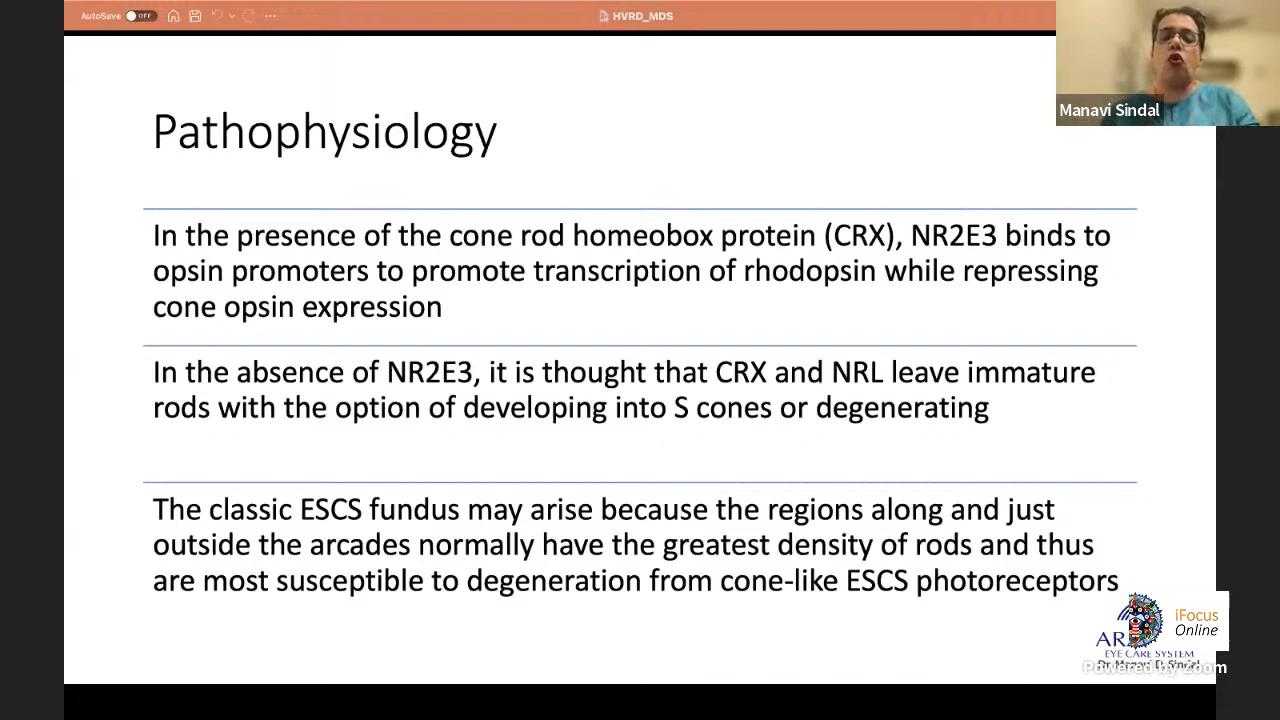 AutoSave OFF
HVRD_MDS
Manavi Sindal
Pathophysiology
In the presence of the cone rod homeobox protein (CRX), NR2E3 binds to
opsin promoters to promote transcription of rhodopsin while repressing
cone opsin expression
In the absence of NR2E3, it is thought that CRX and NRL leave immature
rods with the option of developing into S cones or degenerating
The classic ESCS fundus may arise because the regions along and just
outside the arcades normally have the greatest density of rods and thus
are most susceptible to degeneration from cone-like ESCS photoreceptors
iFocus
Online
EYE CARE SYSTEM
Powered by Zoom